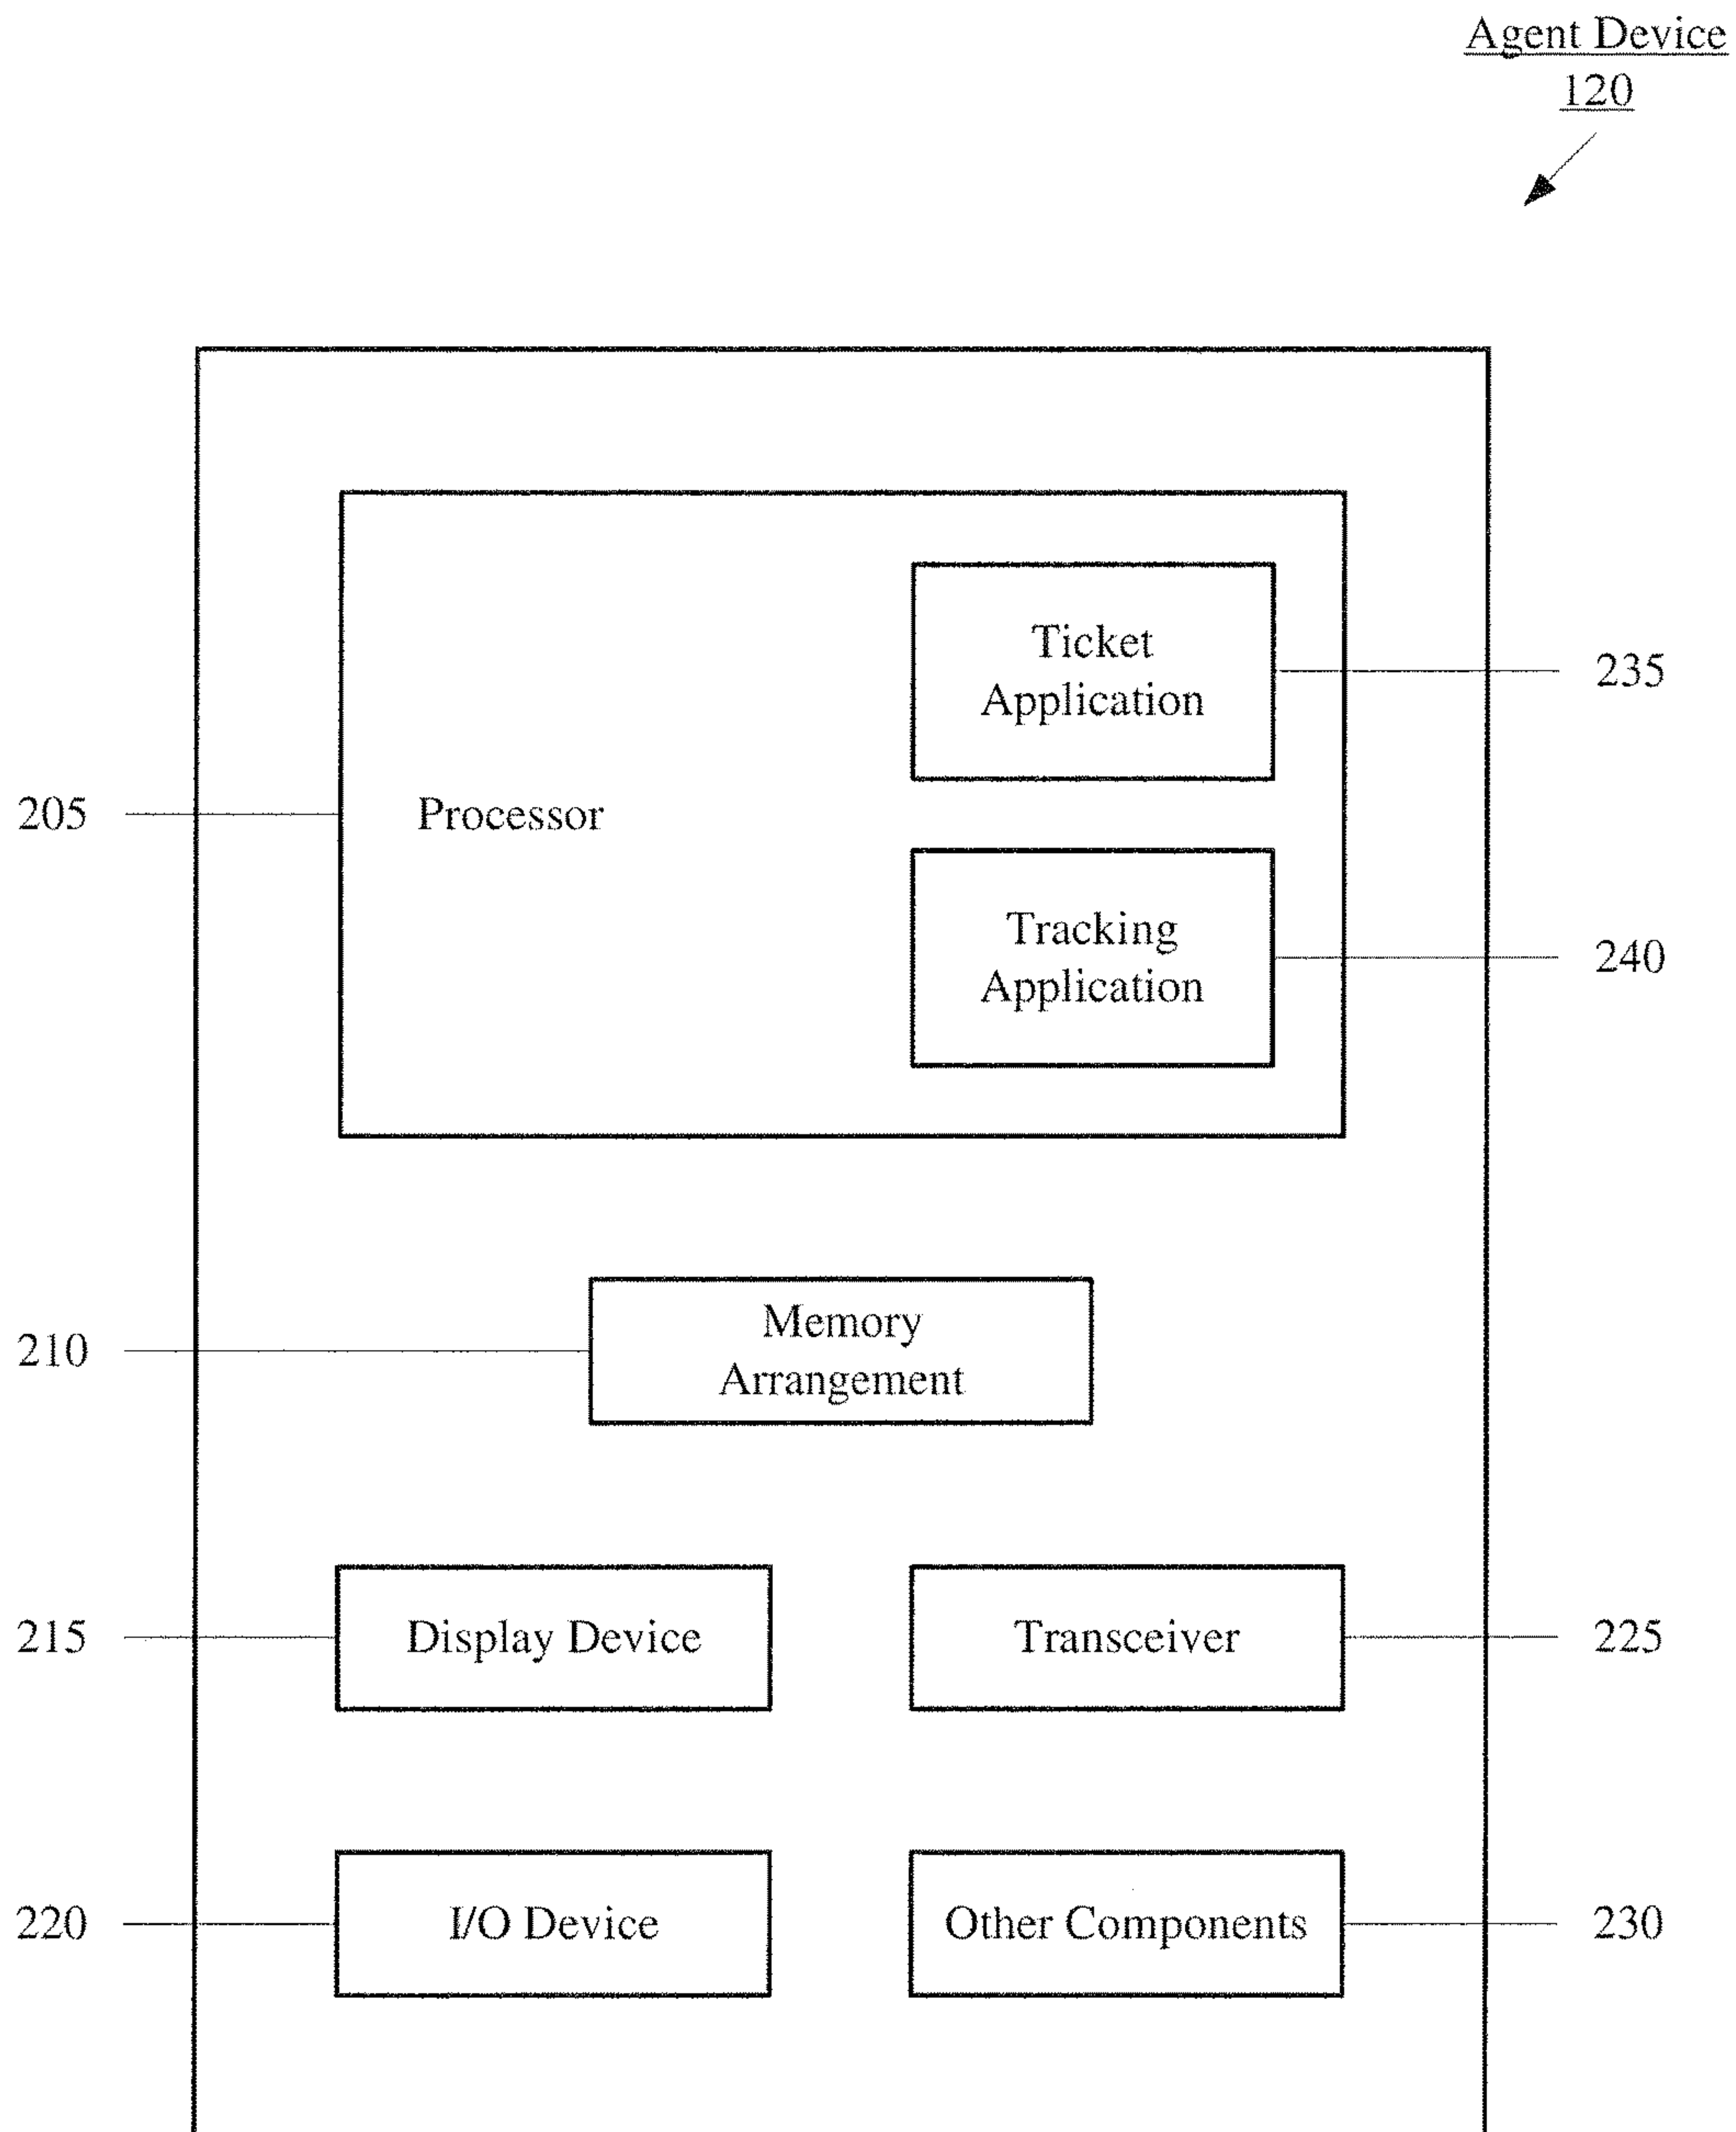 Agent Device
120
Ticket
Application
235
205
Processor
Tracking
Application
240
210
Memory
Arrangement
215
Display Device
Transceiver
225
220
I/O Device
Other Components
230